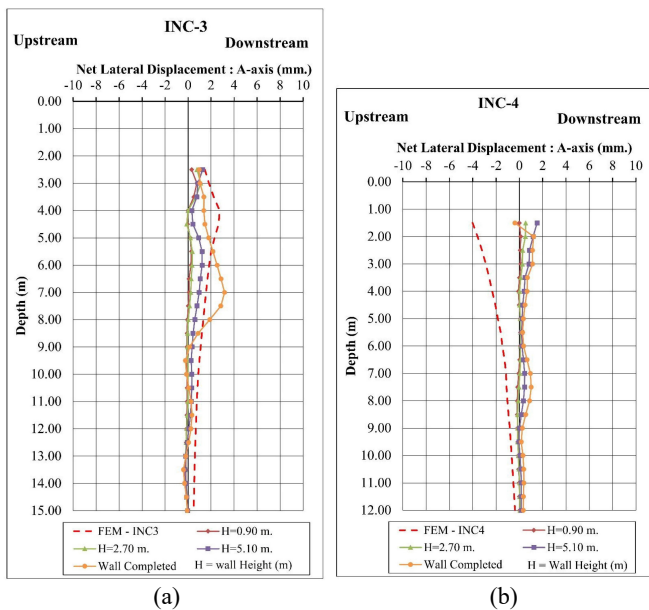 INC-3
Upstream Downstream
Net Lateral Displacement : A-axis (mm.)
-10 -8 -6 -4 -2 0 2 4 6 8 10
0.00
1.00
2.00
3.00
4.00
5.00
6.00
7.00
8.00
9.00
10.00
11.00
12.00
13.00
14.00
15.00
Depth (m)
FEM - INC3 H=0.90 m.
H=2.70 m. H=5.10 m.
Wall Completed H = Wall Height (m)
(a)
INC-4
Upstream Downstream
Net Lateral Displacement : A-axis (mm.)
-10 -8 -6 -4 -2 0 2 4 6 8 10
0.00
1.00
2.00
3.00
4.00
5.00
6.00
7.00
8.00
9.00
10.00
11.00
12.00
Depth (m)
FEM - INC4 H=0.90 m.
H=2.70 m. H=5.10 m.
Wall Completed H = wall Height (m)
(b)